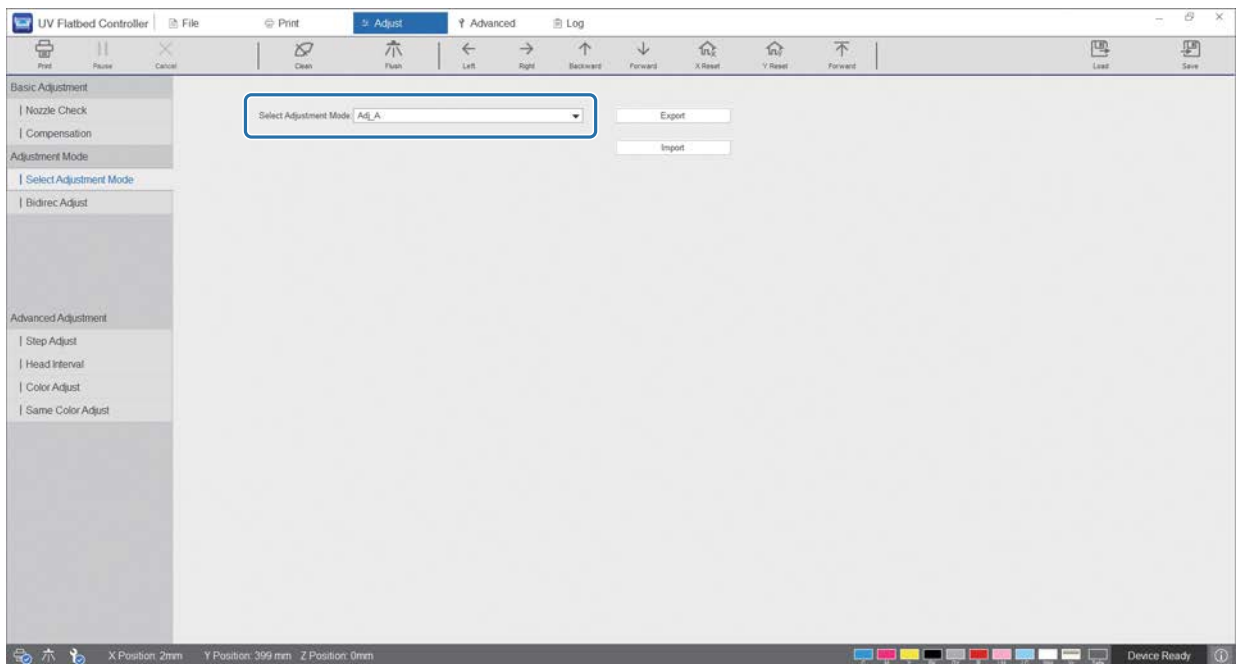 UV Flatbed Controller File Print Adjust Advanced Log
Print Pause Cancel Clean Flush Left Right Backward Forward X Reset Y Reset Forward Load Save
Basic Adjustment
Nozzle Check
Select Adjustment Mode: Adj_A Export
Compensation
Import
Adjustment Mode
Select Adjustment Mode
Bidirec Adjust
Advanced Adjustment
Step Adjust
Head Interval
Color Adjust
Same Color Adjust
X Position: 2mm Y Position: 399 mm Z Position: 0mm Device Ready